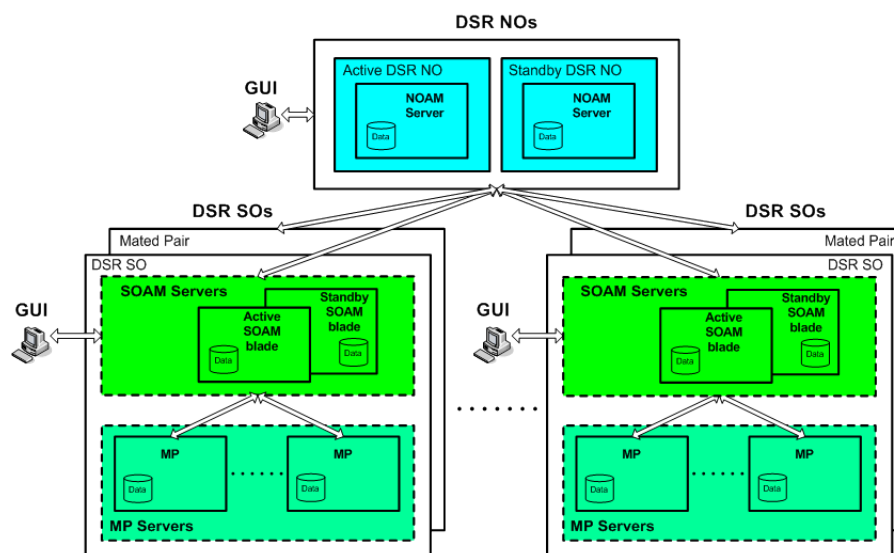 DSR NOs
GUI
Active DSR NO
NOAM
Server
Data
Standby DSR NO
NOAM
Server
Data
DSR SOs
Mated Pair
DSR SO
SOAM Servers
Standby
SOAM
blade
Data
Active
SOAM
blade
Data
GUI
MP
Data
MP
Data
MP Servers
DSR SOs
Mated Pair
DSR SO
SOAM Servers
Standby
SOAM
blade
Data
Active
SOAM
blade
Data
GUI
MP
Data
MP
Data
MP Servers